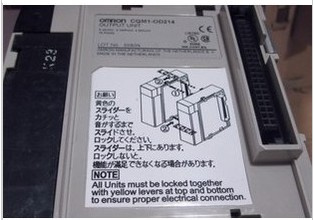 OMRON CQM1-OD214
OUTPUT UNIT
LOT NO.
お願い
黄色の
スライダーを
カチッと
音がするまで
スライドさせ、
ロックしてください。
スライダーは、上下にあります。
ロックしないと、
機能が満足できなくなる場合があります。
NOTE
All Units must be locked together
with yellow levers at top and bottom
to ensure proper electrical connection.